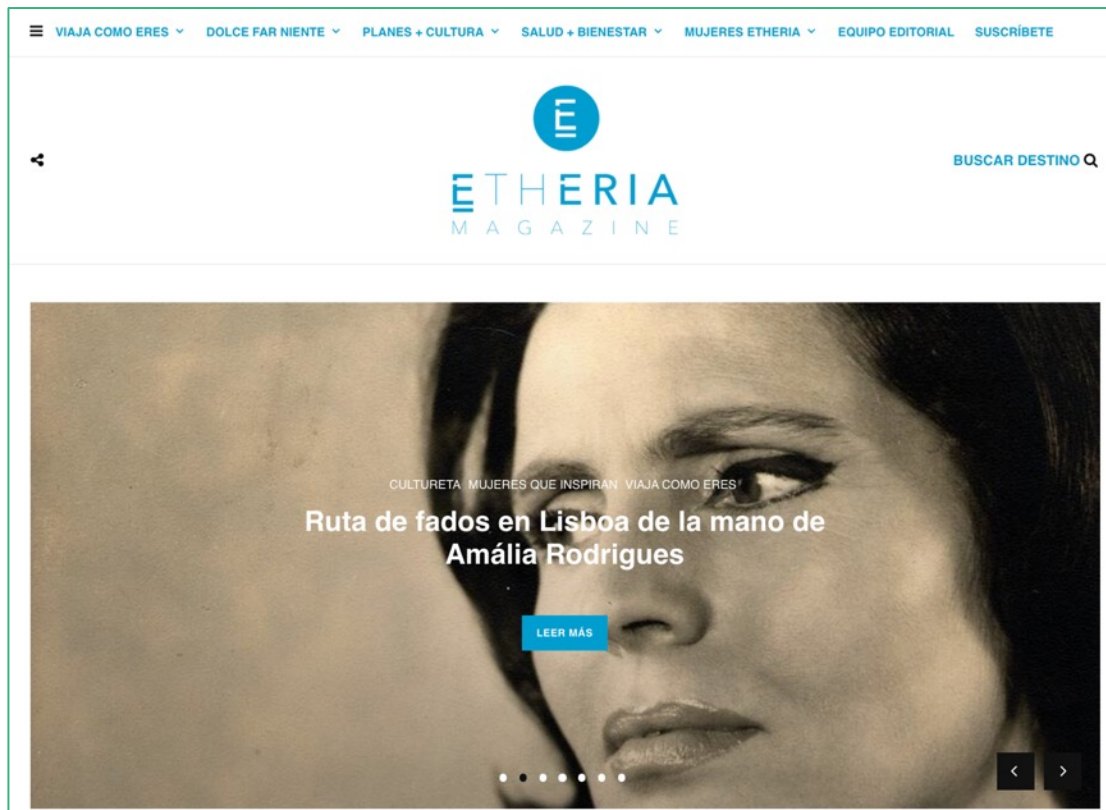 VIAJA COMO ERES DOLCE FAR NIENTE PLANES + CULTURA SALUD + BIENESTAR MUJERES ETHERIA EQUIPO EDITORIAL SUSCRÍBETE
E
BUSCAR DESTINO
ETHERIA
MAGAZINE
CULTURETA MUJERES QUE INSPIRAN VIAJA COMO ERES
Ruta de fados en Lisboa de la mano de
Amália Rodrigues
LEER MÁS